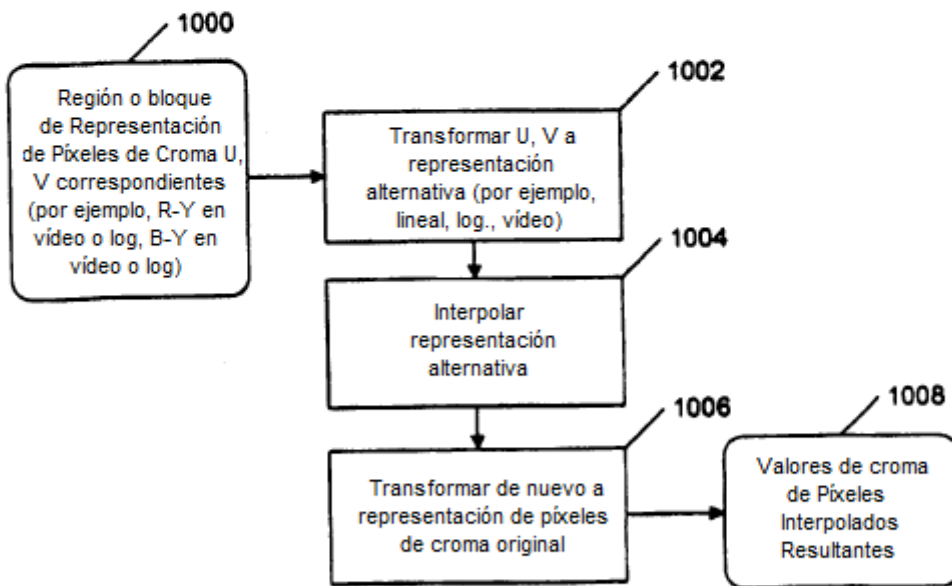 1000
Región o bloque
de Representación
de Píxeles de Croma U,
V correspondientes
(por ejemplo, R-Y en
vídeo o log, B-Y en
vídeo o log)
1002
Transformar U, V a
representación
alternativa (por ejemplo,
lineal, log., vídeo)
1004
Interpolar
representación
alternativa
1006
Transformar de nuevo a
representación de píxeles
de croma original
1008
Valores de croma
de Píxeles
Interpolados
Resultantes